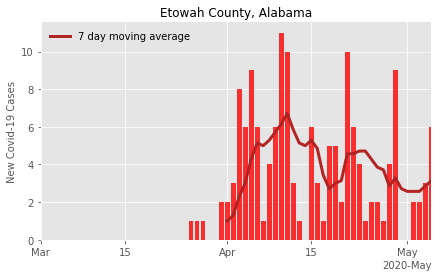 Etowah County, Alabama
7 day moving average
New Covid-19 Cases
10
8
6
4
2
0
Mar
15
Apr
15
May
2020-May